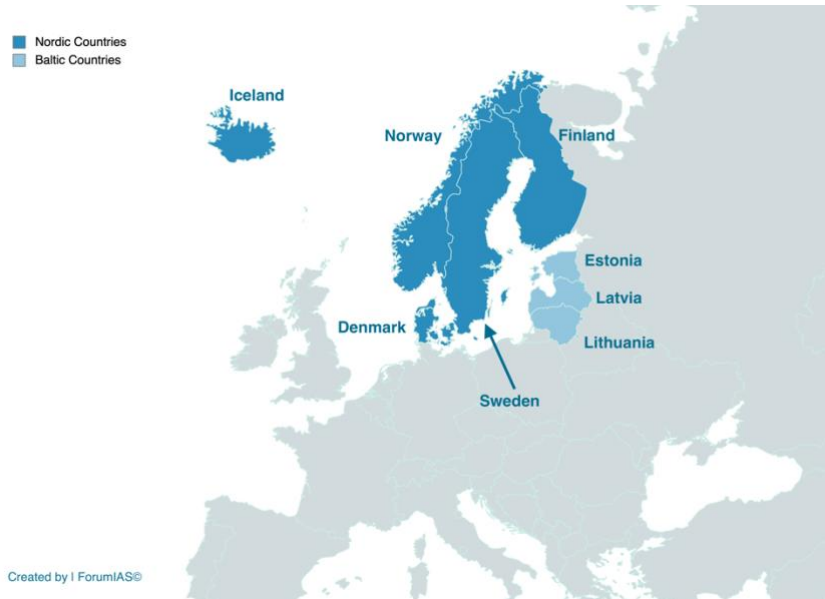 Nordic Countries
Baltic Countries
Iceland
Norway
Finland
Estonia
Latvia
Denmark
Lithuania
Sweden
Created by | ForumIAS©